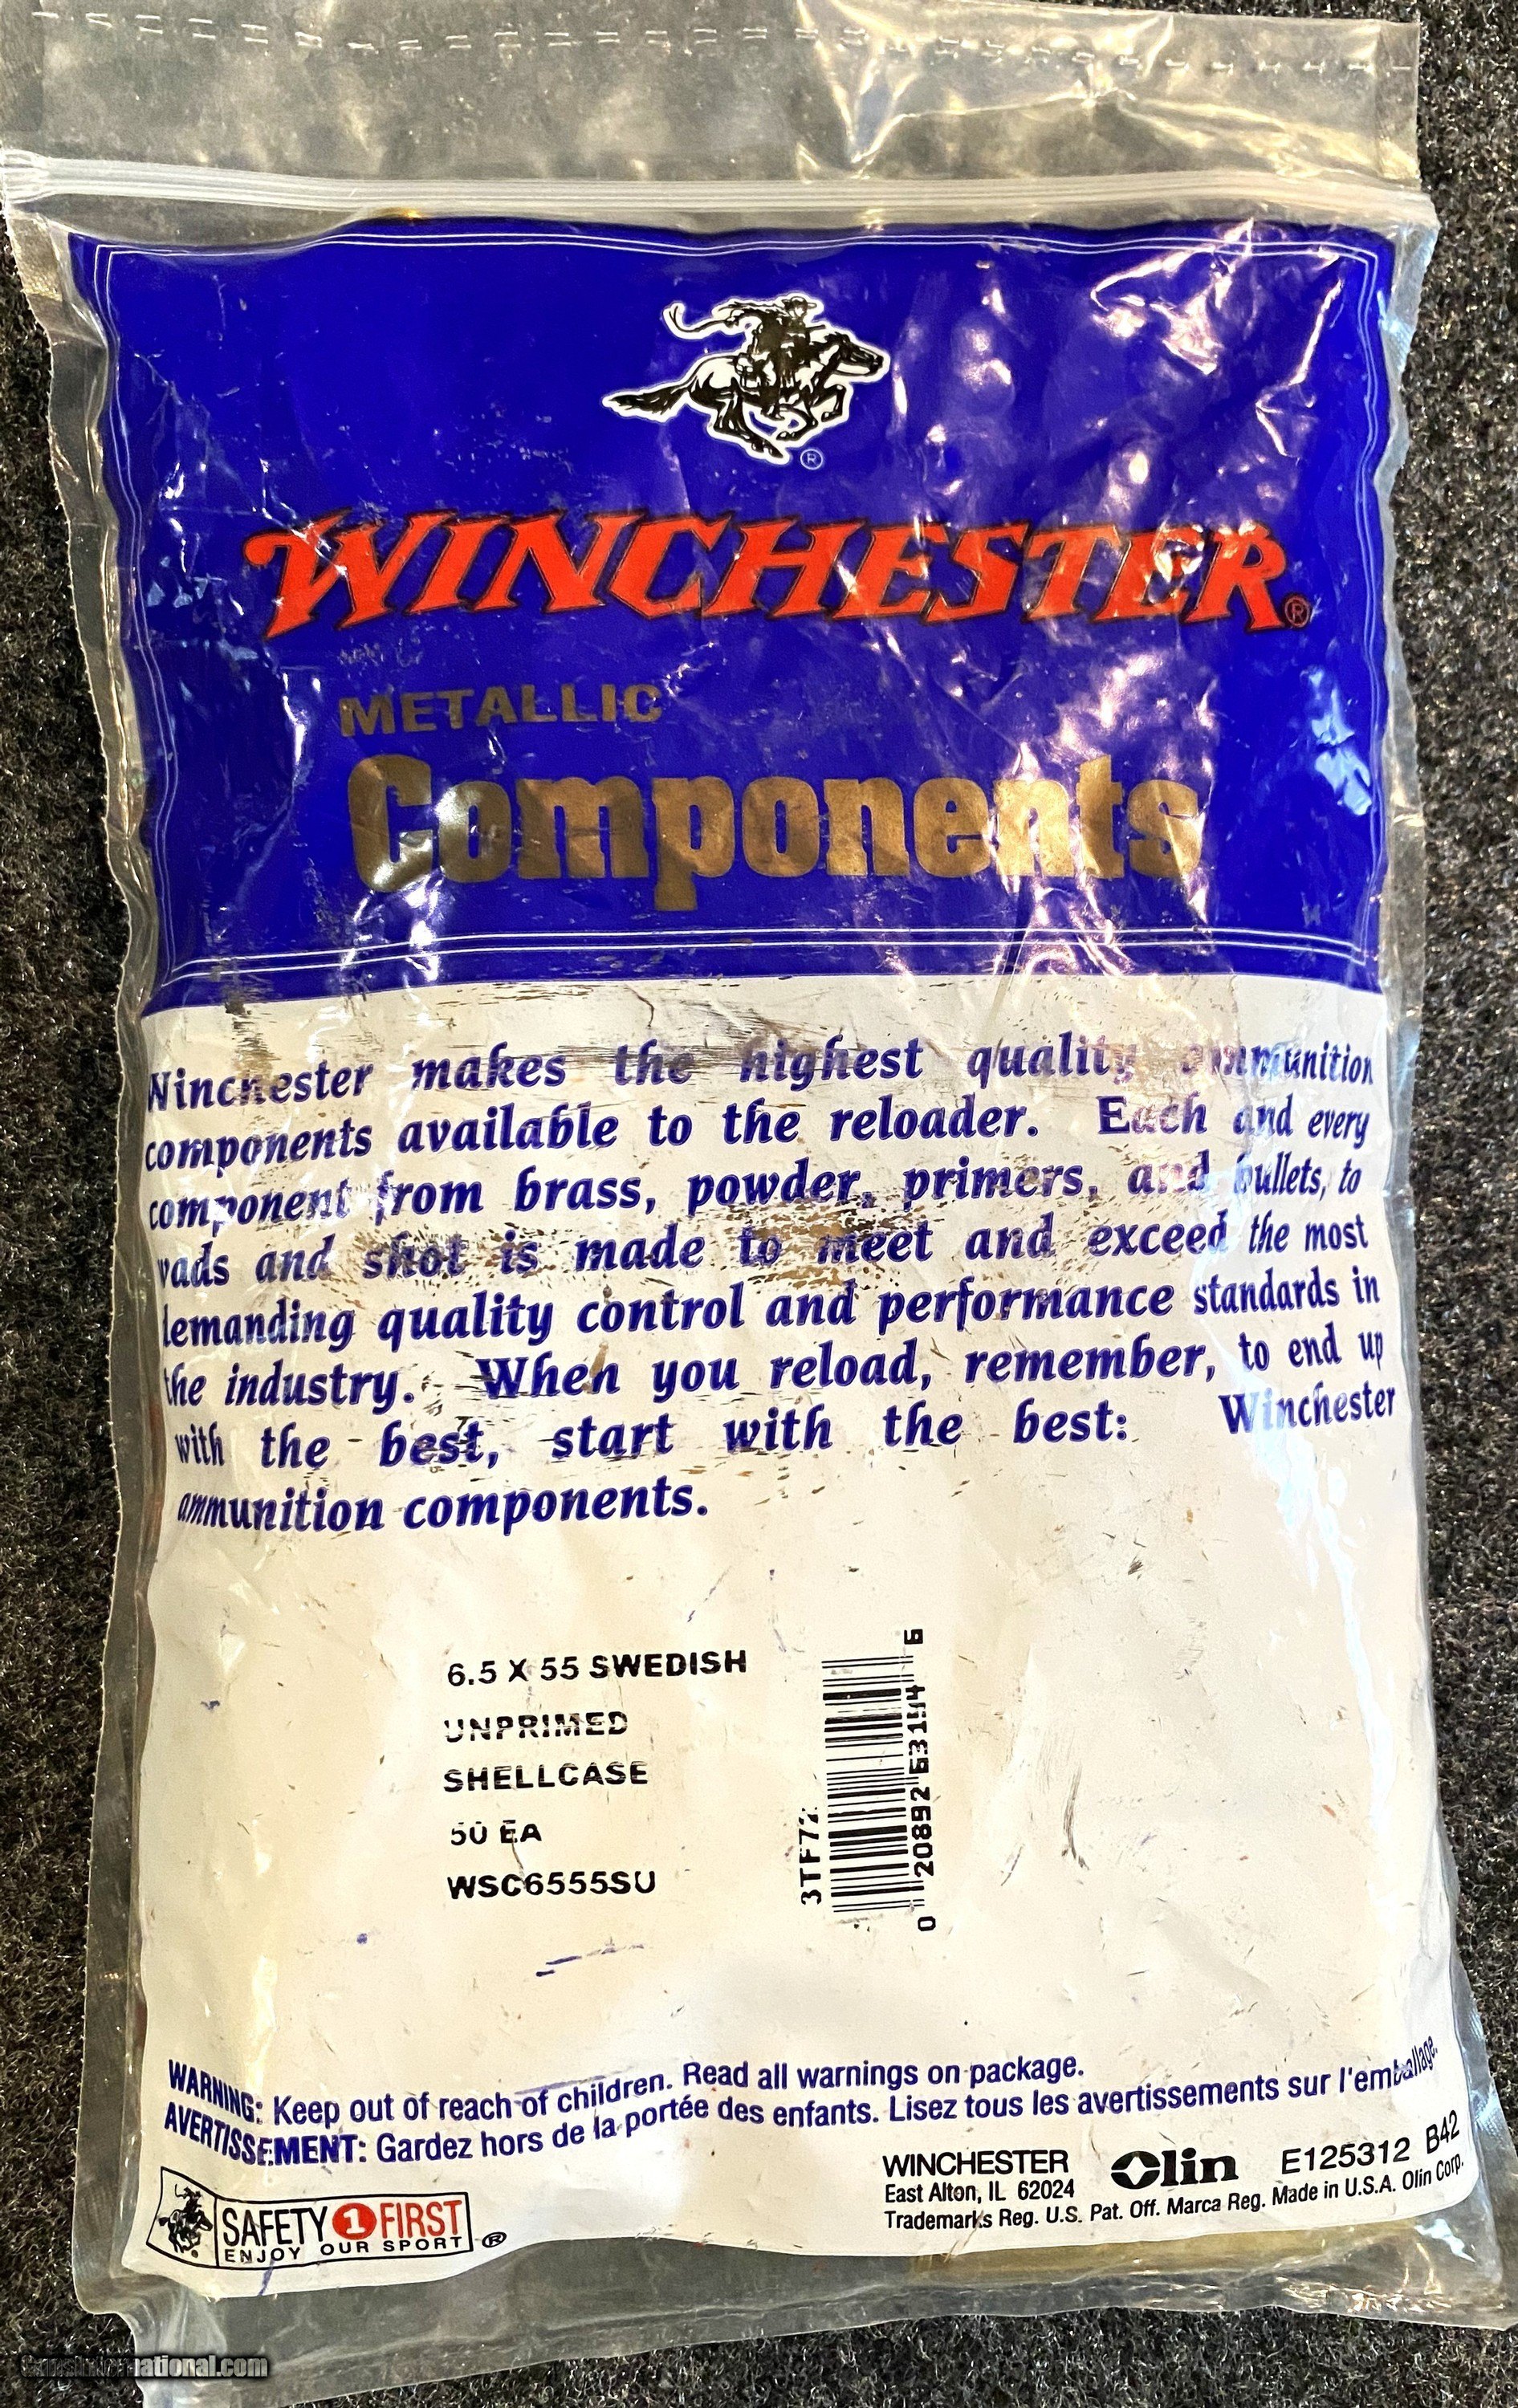 WINCHESTER®
METALLIC
Components
Winchester makes the highest quality ammunition
components available to the reloader. Each and every
component from brass, powder, primers, and bullets, to
wads and shot is made to meet and exceed the most
demanding quality control and performance standards in
the industry. When you reload, remember, to end up
with the best, start with the best: Winchester
ammunition components.
6.5 X 55 SWEDISH
UNPRIMED
SHELLCASE
50 EA
WSC6555SU
3TF72
0 20892 63194 6
WARNING: Keep out of reach of children. Read all warnings on package.
AVERTISSEMENT: Gardez hors de la portée des enfants. Lisez tous les avertissements sur l'emballage.
SAFETY 1 FIRST
ENJOY OUR SPORT ®
WINCHESTER Olin E125312 B42
East Alton, IL 62024
Trademarks Reg. U.S. Pat. Off. Marca Reg. Made in U.S.A. Olin Corp.